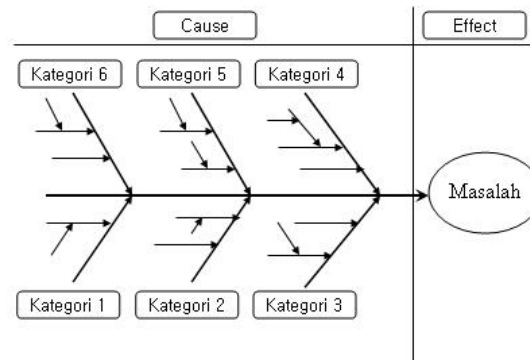 Cause
Effect
Kategori 6
Kategori 5
Kategori 4
Masalah
Kategori 1
Kategori 2
Kategori 3